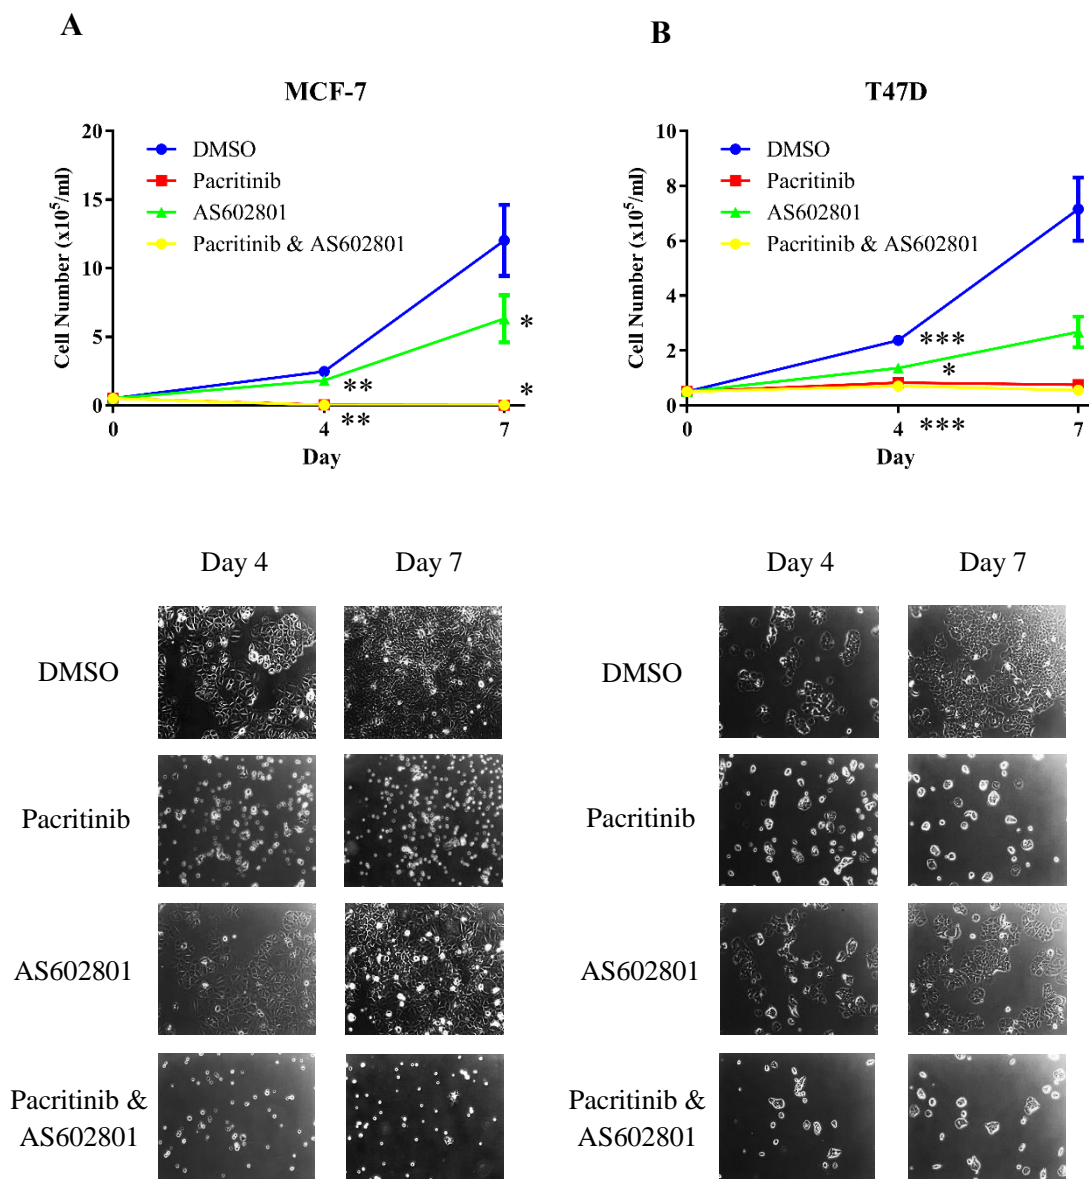 A
MCF-7
Cell Number (x10⁵/ml)
20
15
10
5
0
DMSO
Pacritinib
AS602801
Pacritinib & AS602801
*
*
**
**
0
4
7
Day
B
T47D
Cell Number (x10⁵/ml)
10
8
6
4
2
0
DMSO
Pacritinib
AS602801
Pacritinib & AS602801
***
*
***
0
4
7
Day
Day 4
Day 7
DMSO
Pacritinib
AS602801
Pacritinib &
AS602801
Day 4
Day 7
DMSO
Pacritinib
AS602801
Pacritinib &
AS602801